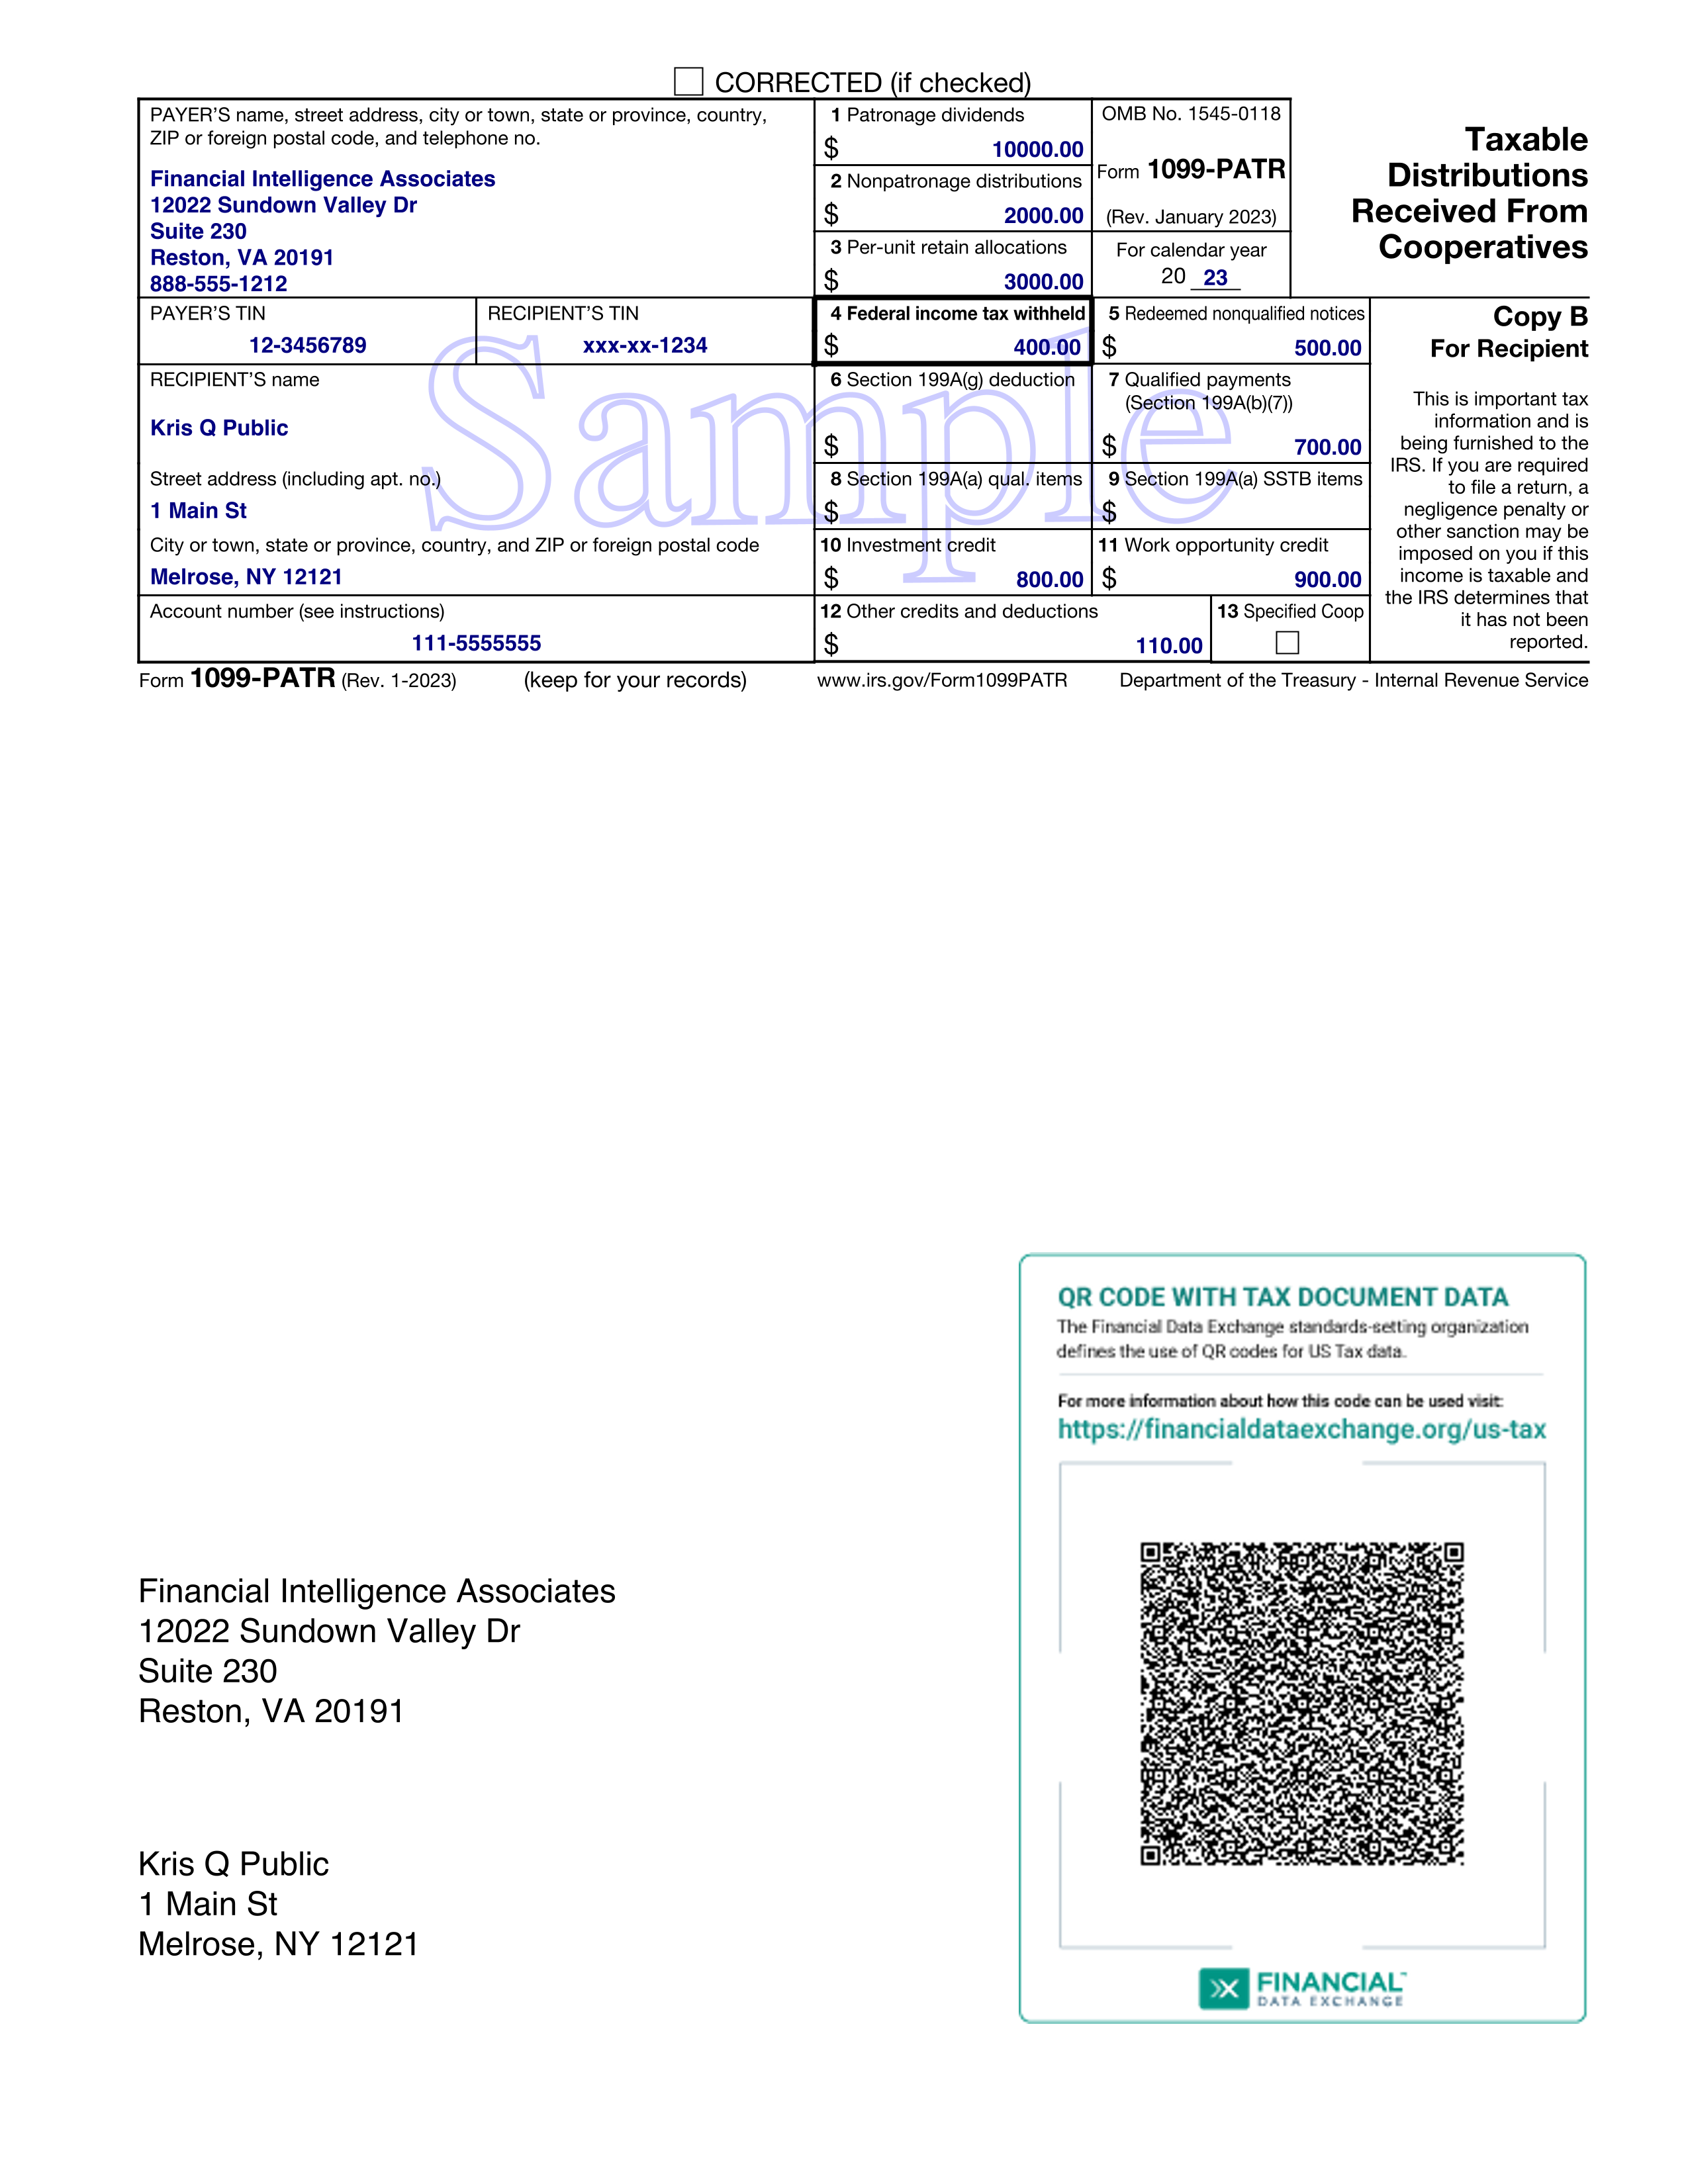 CORRECTED (if checked)
PAYER'S name, street address, city or town, state or province, country,
ZIP or foreign postal code, and telephone no.
Financial Intelligence Associates
12022 Sundown Valley Dr
Suite 230
Reston, VA 20191
888-555-1212
1 Patronage dividends
$ 10000.00
2 Nonpatronage distributions
$ 2000.00
3 Per-unit retain allocations
$ 3000.00
OMB No. 1545-0118
Form 1099-PATR
(Rev. January 2023)
For calendar year
20 23
Taxable
Distributions
Received From
Cooperatives
PAYER'S TIN
12-3456789
RECIPIENT'S TIN
xxx-xx-1234
4 Federal income tax withheld
$ 400.00
5 Redeemed nonqualified notices
$ 500.00
Copy B
For Recipient
RECIPIENT'S name
Kris Q Public
6 Section 199A(g) deduction
$
7 Qualified payments
(Section 199A(b)(7))
$ 700.00
This is important tax
information and is
being furnished to the
IRS. If you are required
to file a return, a
negligence penalty or
other sanction may be
imposed on you if this
income is taxable and
the IRS determines that
it has not been
reported.
Street address (including apt. no.)
1 Main St
8 Section 199A(a) qual. items
$
9 Section 199A(a) SSTB items
$
City or town, state or province, country, and ZIP or foreign postal code
Melrose, NY 12121
10 Investment credit
$ 800.00
11 Work opportunity credit
$ 900.00
Account number (see instructions)
111-5555555
12 Other credits and deductions
$ 110.00
13 Specified Coop
Sample
Form 1099-PATR (Rev. 1-2023) (keep for your records) www.irs.gov/Form1099PATR Department of the Treasury - Internal Revenue Service
QR CODE WITH TAX DOCUMENT DATA
The Financial Data Exchange standards-setting organization
defines the use of QR codes for US Tax data.
For more information about how this code can be used visit:
https://financialdataexchange.org/us-tax
FINANCIAL™
DATA EXCHANGE
Financial Intelligence Associates
12022 Sundown Valley Dr
Suite 230
Reston, VA 20191
Kris Q Public
1 Main St
Melrose, NY 12121